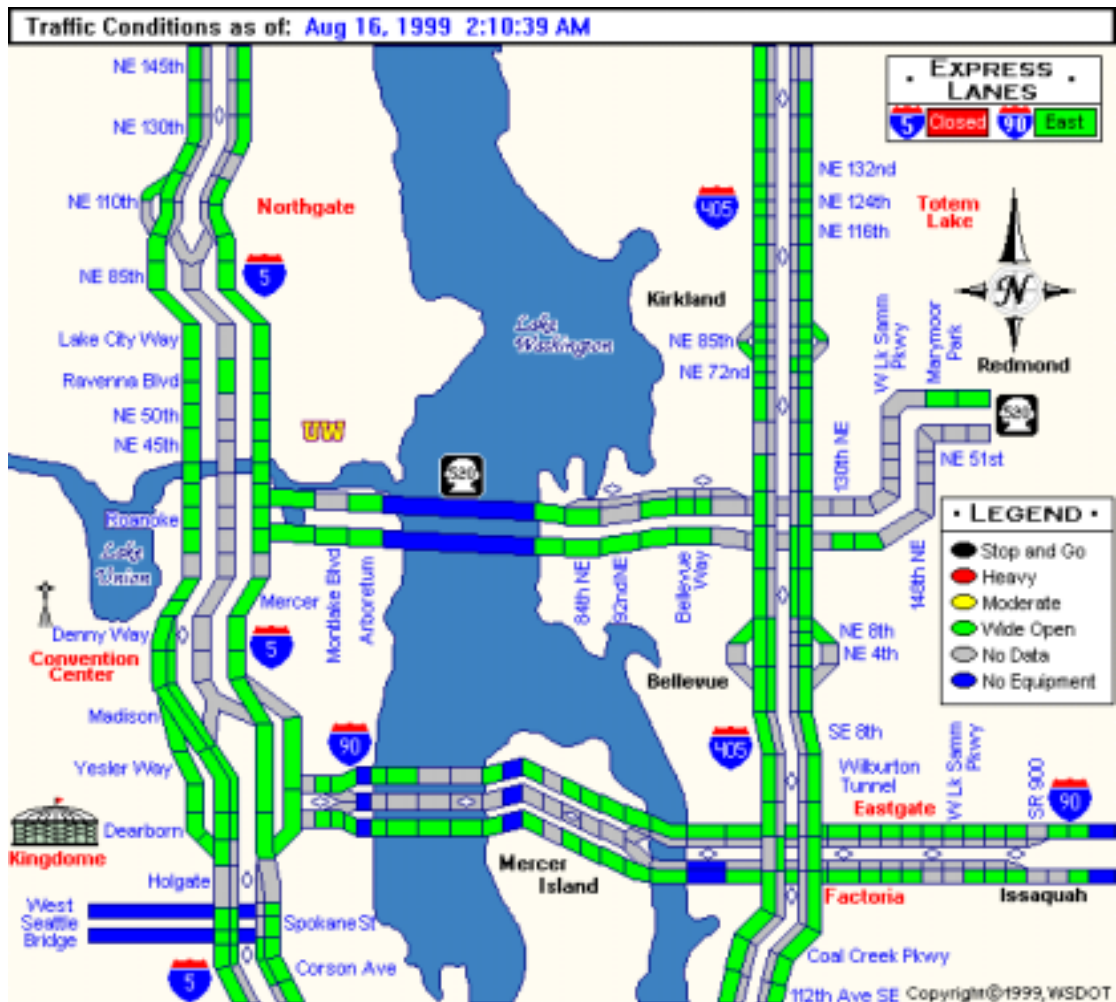 Traffic Conditions as of: Aug 16, 1999 2:10:39 AM
EXPRESS
LANES
5 Closed 90 East
NE 145th
NE 130th
NE 110th
Northgate
NE 85th
5
Lake City Way
Ravenna Blvd
NE 50th
NE 45th
UW
Lake
Washington
405
NE 132nd
NE 124th
NE 116th
Totem
Lake
N
Kirkland
NE 85th
NE 72nd
W Lk Samm
Pkwy
Marymoor
Park
Redmond
520
130th NE
NE 51st
148th NE
520
Roanoke
Lake
Union
Montlake Blvd
Arboretum
84th NE
92nd NE
Bellevue
Way
LEGEND
Stop and Go
Heavy
Moderate
Wide Open
No Data
No Equipment
Mercer
5
Denny Way
Convention
Center
Madison
Yesler Way
Dearborn
Kingdome
Holgate
West
Seattle
Bridge
Spokane St
Corson Ave
5
90
Mercer
Island
NE 8th
NE 4th
Bellevue
405
SE 8th
Wilburton
Tunnel
Eastgate
W Lk Samm
Pkwy
SR 900
90
Factoria
Issaquah
Coal Creek Pkwy
112th Ave SE
Copyright©1999, WSDOT